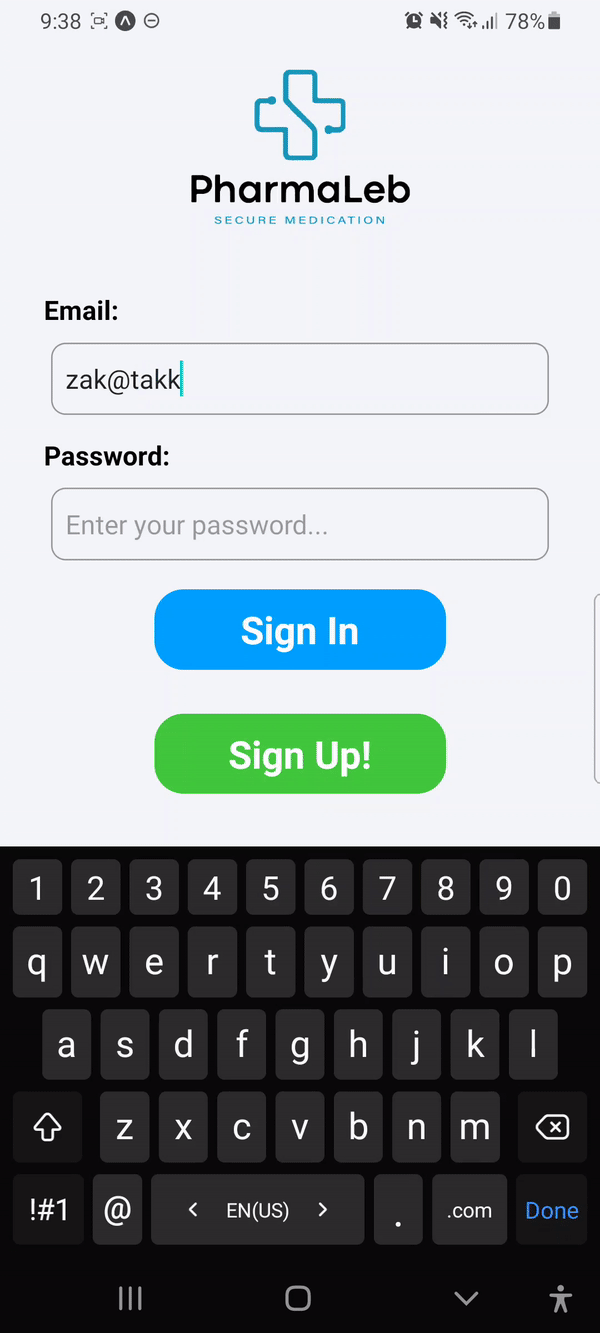 9:38 78%
PharmaLeb
SECURE MEDICATION
Email:
zak@takk
Password:
Enter your password...
Sign In
Sign Up!
1 2 3 4 5 6 7 8 9 0
q w e r t y u i o p
a s d f g h j k l
z x c v b n m
!#1 @ < EN(US) > . .com Done